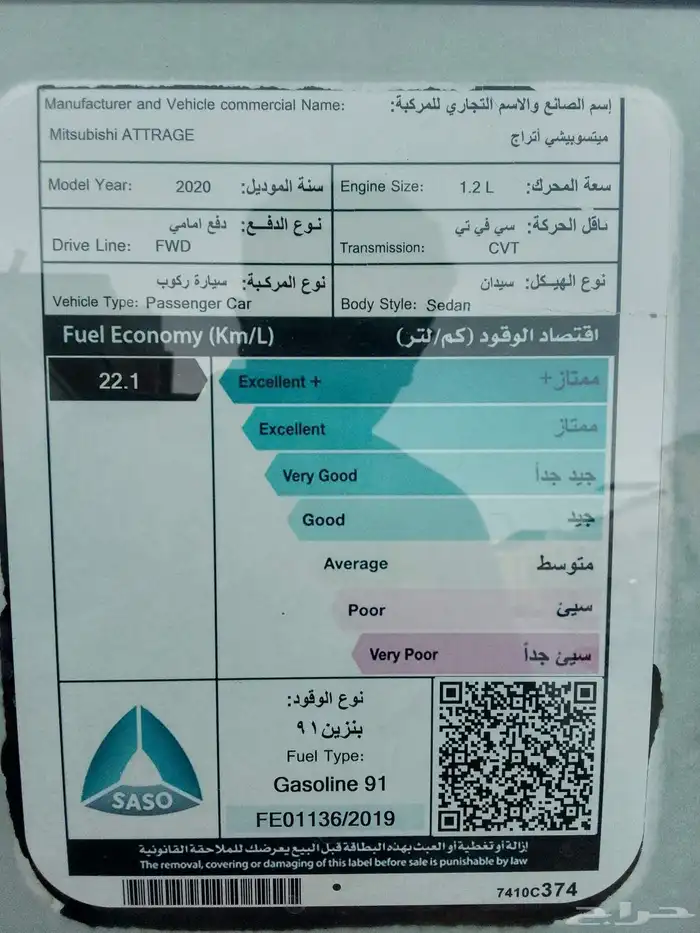 Manufacturer and Vehicle commercial Name: إسم الصانع والاسم التجاري للمركبة:
Mitsubishi ATTRAGE ميتسوبيشي أتراج
Model Year: 2020 سنة الموديل:
Engine Size: 1.2 L سعة المحرك:
نوع الدفع: دفع امامي
Drive Line: FWD
ناقل الحركة: سي في تي
Transmission: CVT
نوع المركبة: سيارة ركوب
Vehicle Type: Passenger Car
نوع الهيكل: سيدان
Body Style: Sedan
Fuel Economy (Km/L) اقتصاد الوقود (كم/لتر)
22.1
Excellent + ممتاز+
Excellent ممتاز
Very Good جيد جداً
Good جيد
Average متوسط
Poor سيئ
Very Poor سيئ جداً
SASO
نوع الوقود:
بنزين ٩١
Fuel Type:
Gasoline 91
FE01136/2019
إزالة أو تغطية أو العبث بهذه البطاقة قبل البيع يعرضك للملاحقة القانونية
The removal, covering or damaging of this label before sale is punishable by law
7410C374
حراج